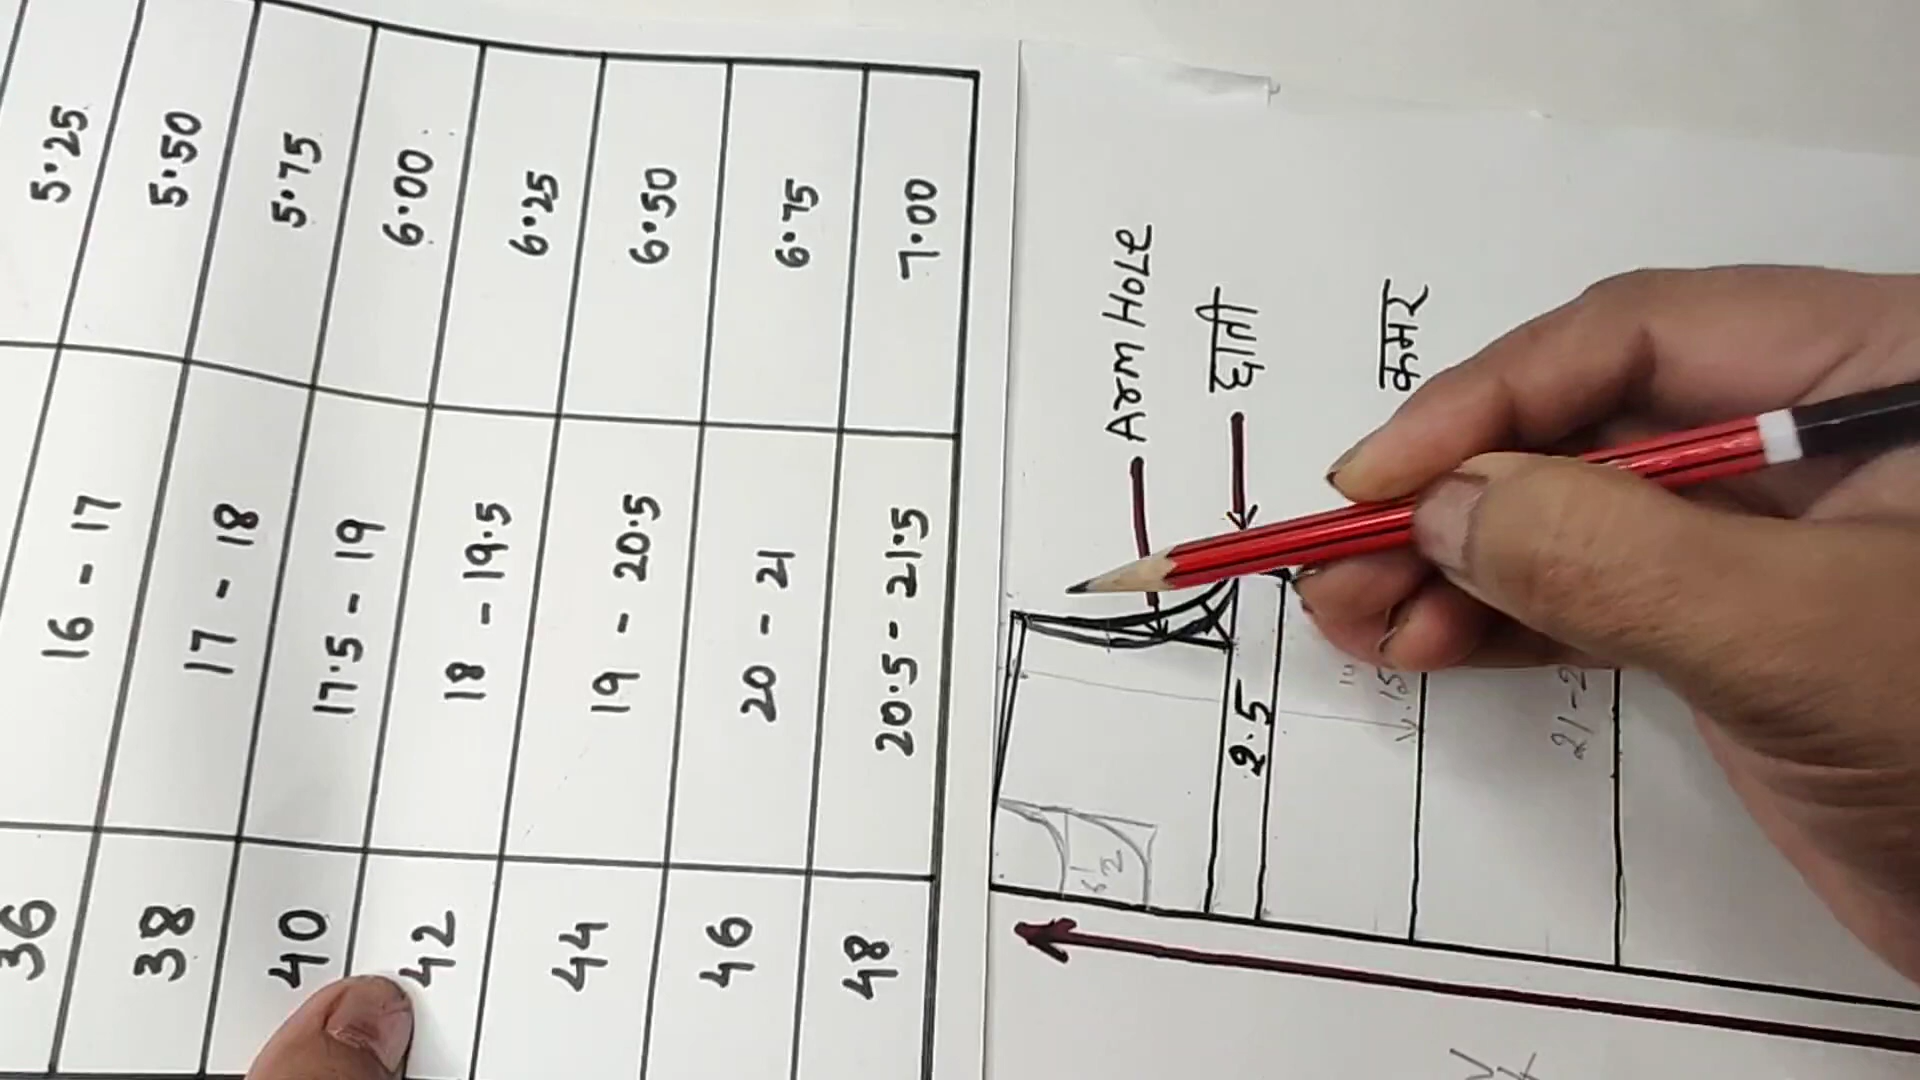 36 16 - 17 5.25
38 17 - 18 5.50
40 17.5 - 19 5.75
42 18 - 19.5 6.00
44 19 - 20.5 6.25
46 20 - 21 6.50
48 20.5 - 21.5 6.75
7.00
Arm HoLe
छाती
कमर
2.5